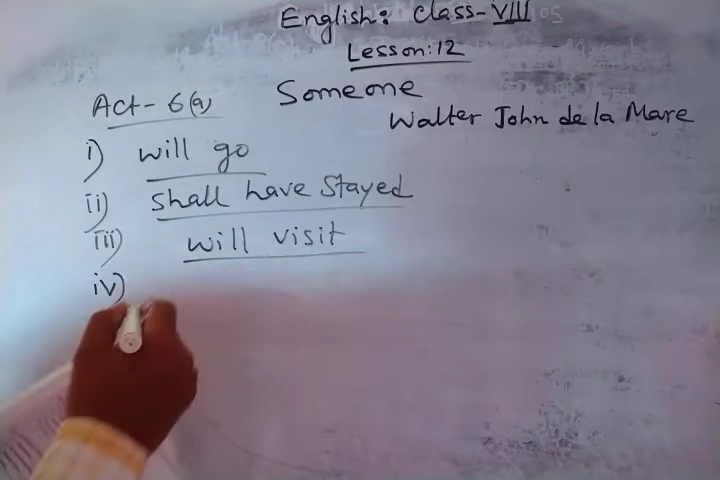 English: Class-VIII
Lesson:12
Someone
Walter John de la Mare
Act-6(a)
i) will go
ii) shall have stayed
iii) will visit
iv)